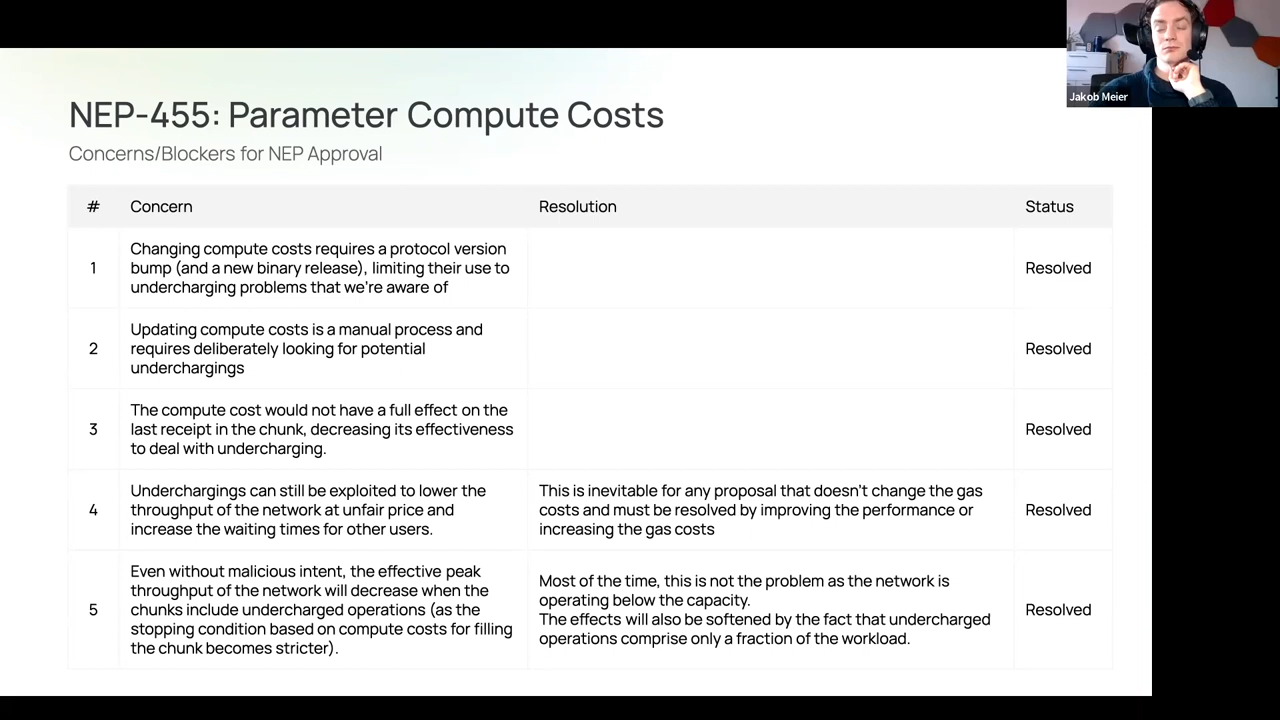 Jakob Meier
NEP-455: Parameter Compute Costs
Concerns/Blockers for NEP Approval
# Concern Resolution Status
1
Changing compute costs requires a protocol version
bump (and a new binary release), limiting their use to
undercharging problems that we're aware of
Resolved
2
Updating compute costs is a manual process and
requires deliberately looking for potential
underchargings
Resolved
3
The compute cost would not have a full effect on the
last receipt in the chunk, decreasing its effectiveness
to deal with undercharging.
Resolved
4
Underchargings can still be exploited to lower the
throughput of the network at unfair price and
increase the waiting times for other users.
This is inevitable for any proposal that doesn't change the gas
costs and must be resolved by improving the performance or
increasing the gas costs
Resolved
5
Even without malicious intent, the effective peak
throughput of the network will decrease when the
chunks include undercharged operations (as the
stopping condition based on compute costs for filling
the chunk becomes stricter).
Most of the time, this is not the problem as the network is
operating below the capacity.
The effects will also be softened by the fact that undercharged
operations comprise only a fraction of the workload.
Resolved